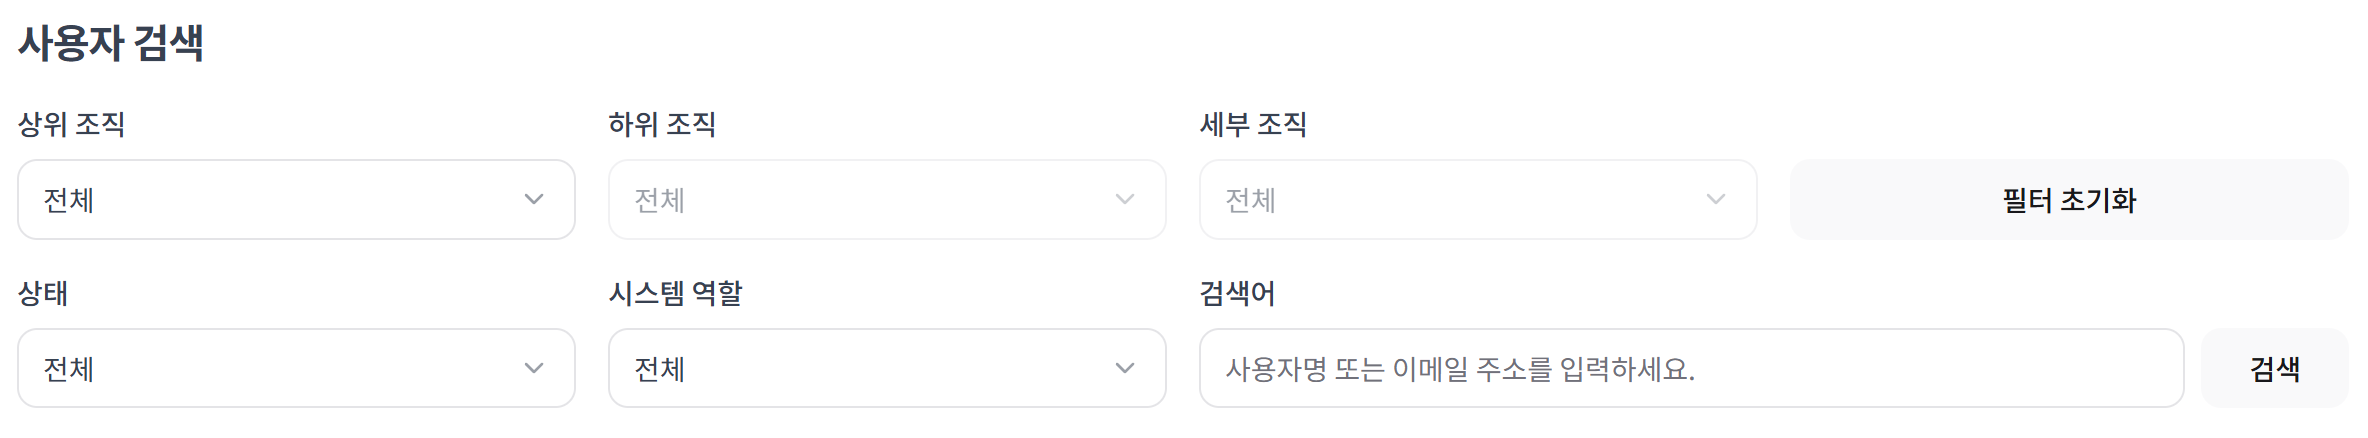 사용자 검색
상위 조직
하위 조직
세부 조직
전체
전체
전체
필터 초기화
상태
시스템 역할
검색어
전체
전체
사용자명 또는 이메일 주소를 입력하세요.
검색